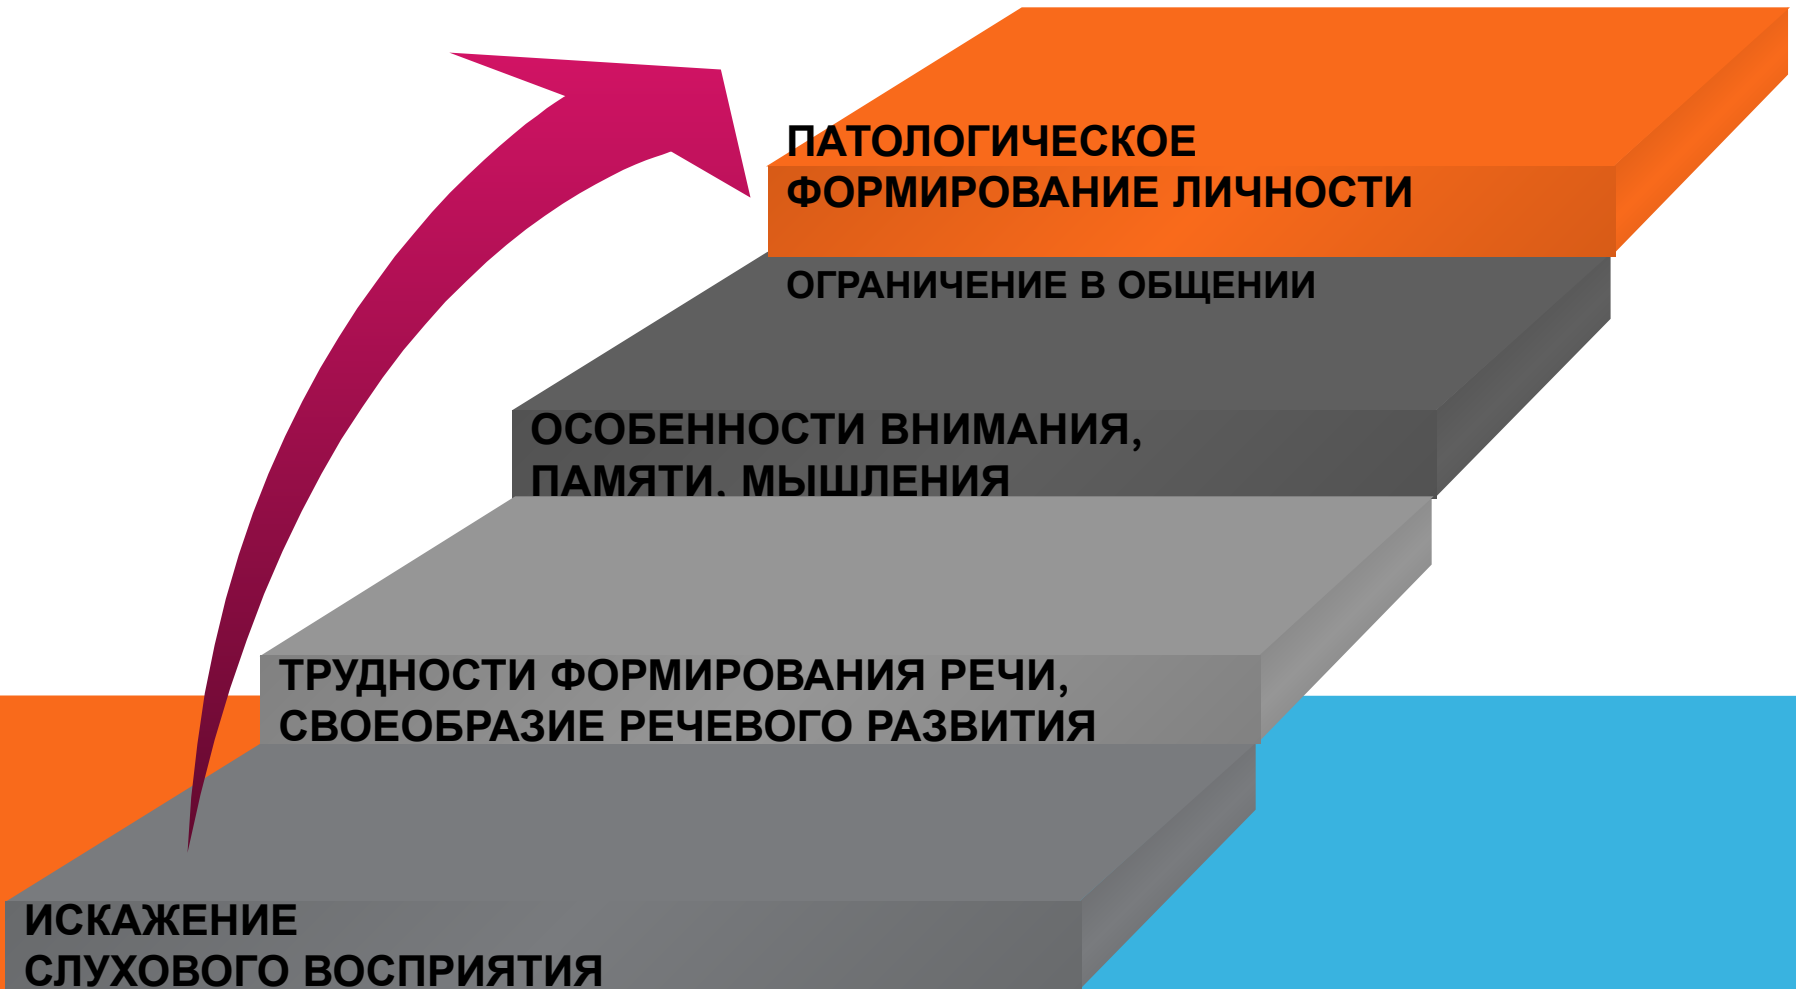 ПАТОЛОГИЧЕСКОЕ
ФОРМИРОВАНИЕ ЛИЧНОСТИ
ОГРАНИЧЕНИЕ В ОБЩЕНИИ
ОСОБЕННОСТИ ВНИМАНИЯ,
ПАМЯТИ, МЫШЛЕНИЯ
ТРУДНОСТИ ФОРМИРОВАНИЯ РЕЧИ,
СВОЕОБРАЗИЕ РЕЧЕВОГО РАЗВИТИЯ
ИСКАЖЕНИЕ
СЛУХОВОГО ВОСПРИЯТИЯ